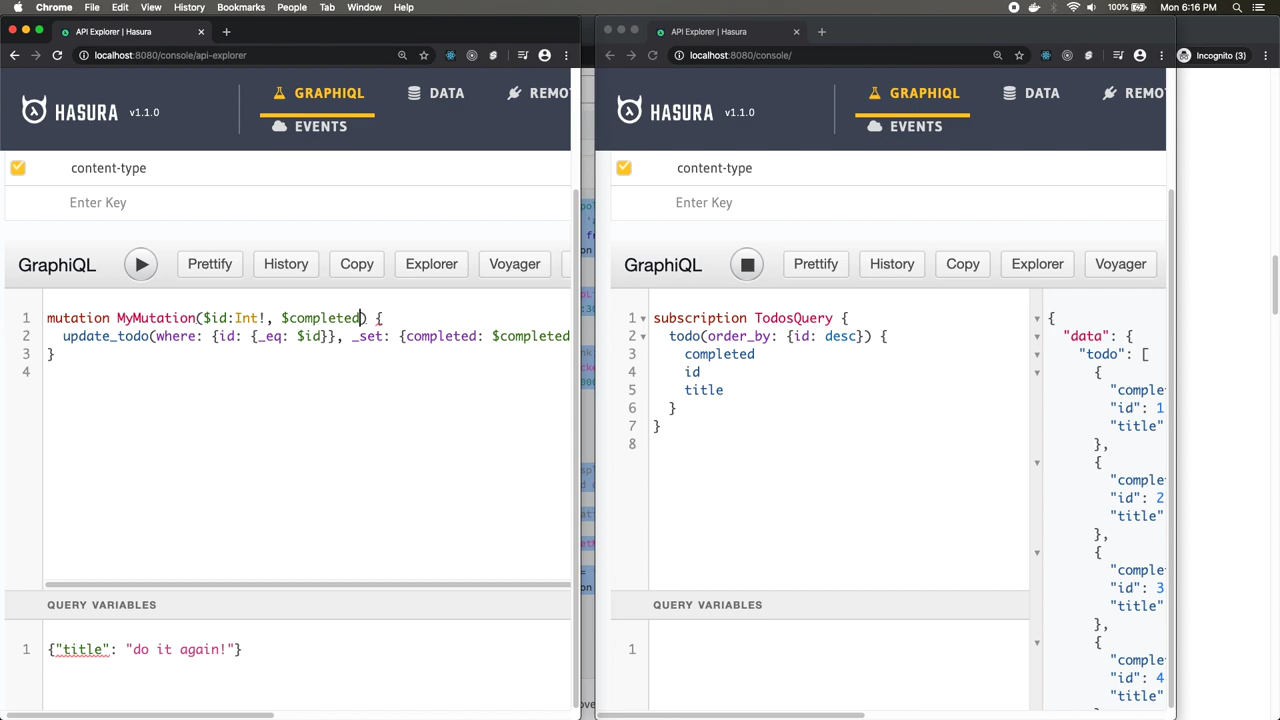 Chrome File Edit View History Bookmarks People Tab Window Help 100% Mon 6:16 PM
API Explorer | Hasura
localhost:8080/console/api-explorer
HASURA v1.1.0
GRAPHIQL
DATA
REMO
EVENTS
content-type
Enter Key
GraphiQL
Prettify
History
Copy
Explorer
Voyager
1 mutation MyMutation($id:Int!, $completed) {
2 update_todo(where: {id: {_eq: $id}}, _set: {completed: $completed
3 }
4
QUERY VARIABLES
1 {"title": "do it again!"}
API Explorer | Hasura
localhost:8080/console/
Incognito (3)
HASURA v1.1.0
GRAPHIQL
DATA
REMO
EVENTS
content-type
Enter Key
GraphiQL
Prettify
History
Copy
Explorer
Voyager
1 subscription TodosQuery {
2 todo(order_by: {id: desc}) {
3 completed
4 id
5 title
6 }
7 }
8
QUERY VARIABLES
1
{
"data": {
"todo": [
{
"comple
"id": 1
"title"
},
{
"comple
"id": 2
"title"
},
{
"comple
"id": 3
"title"
},
{
"comple
"id": 4
"title"